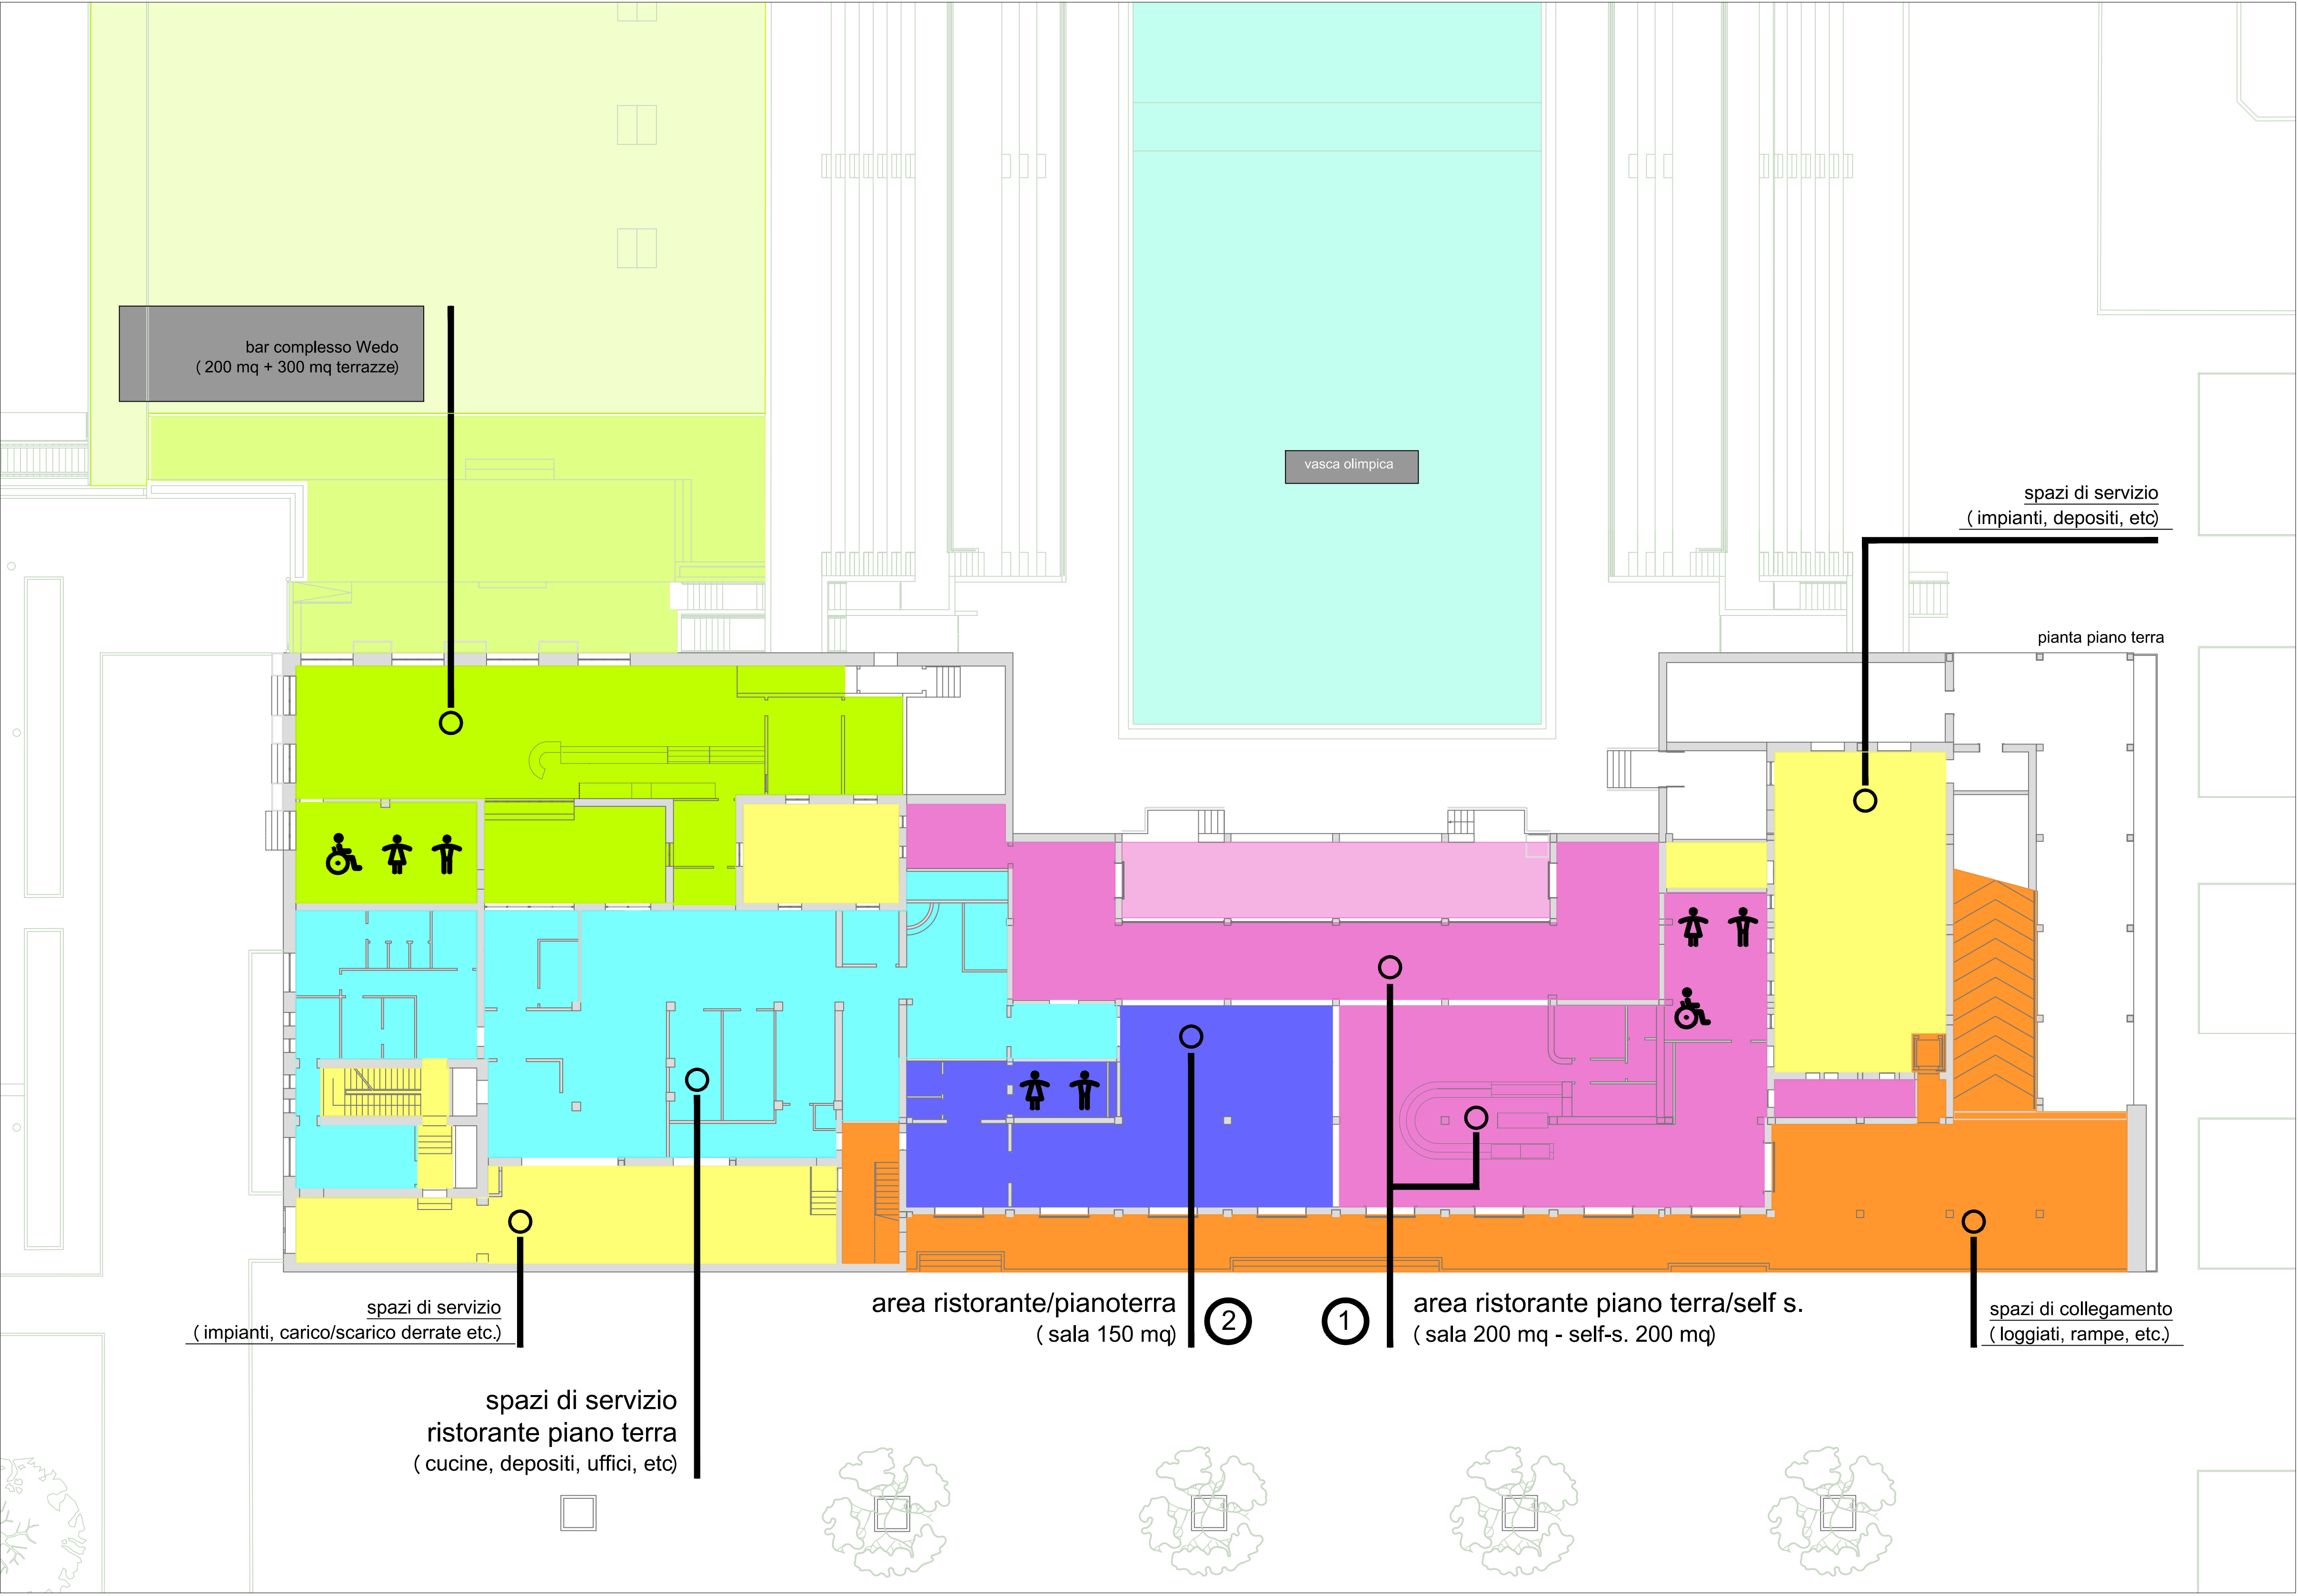 bar complesso Wedo
( 200 mq + 300 mq terrazze)
vasca olimpica
spazi di servizio
( impianti, depositi, etc)
pianta piano terra
spazi di servizio
( impianti, carico/scarico derrate etc.)
area ristorante/pianoterra
( sala 150 mq)
2
1
area ristorante piano terra/self s.
( sala 200 mq - self-s. 200 mq)
spazi di collegamento
( loggiati, rampe, etc.)
spazi di servizio
ristorante piano terra
( cucine, depositi, uffici, etc)